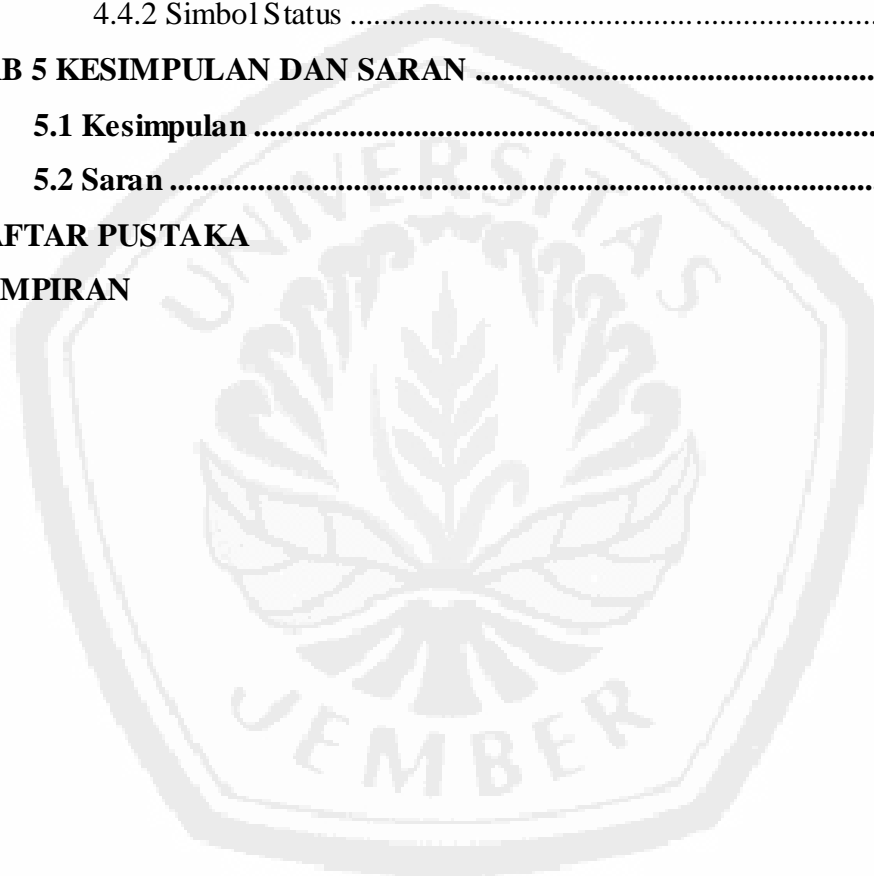 4.4.2 Simbol Status ..........................................................................................
AB 5 KESIMPULAN DAN SARAN ....................................................................
5.1 Kesimpulan ..........................................................................................
5.2 Saran ..........................................................................................
AFTAR PUSTAKA
MPIRAN
UNIVERSITAS
JEMBER